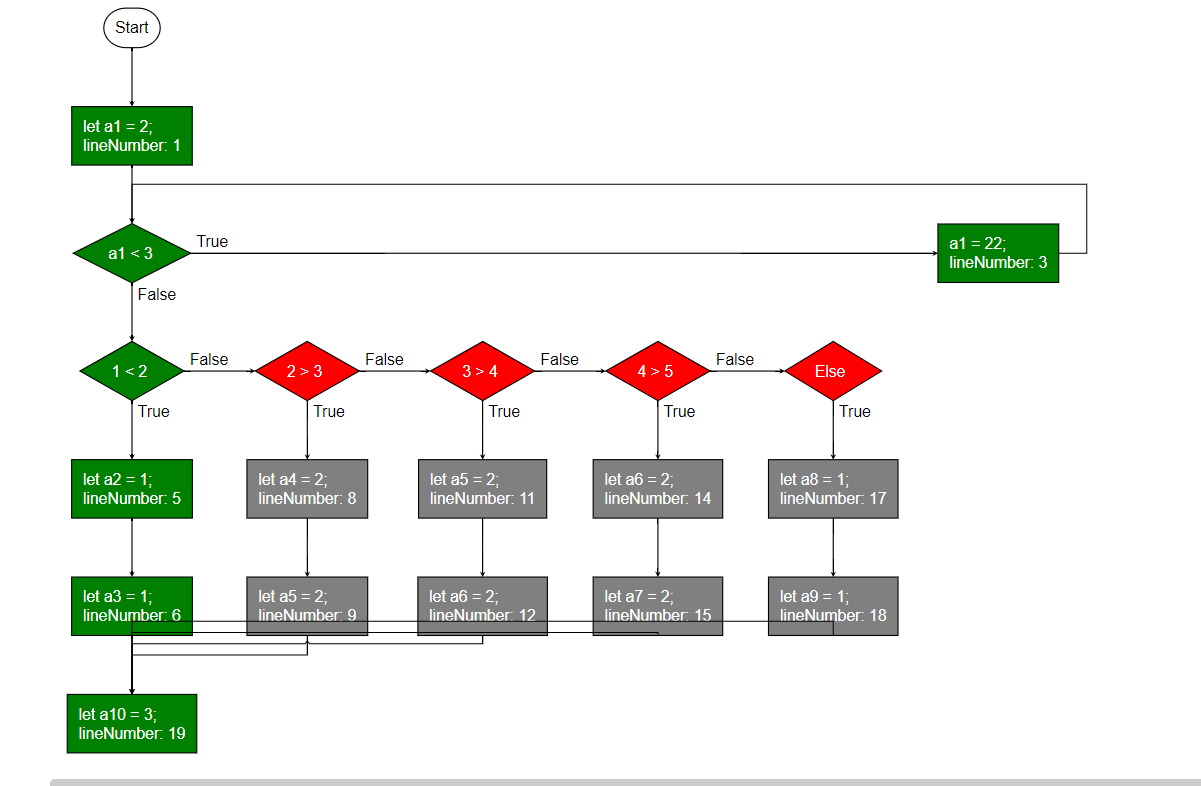 Start
let a1 = 2;
lineNumber: 1
True
a1 < 3
a1 = 22;
lineNumber: 3
False
False
False
False
False
1 < 2
2 > 3
3 > 4
4 > 5
Else
True
True
True
True
True
let a2 = 1;
lineNumber: 5
let a4 = 2;
lineNumber: 8
let a5 = 2;
lineNumber: 11
let a6 = 2;
lineNumber: 14
let a8 = 1;
lineNumber: 17
let a3 = 1;
lineNumber: 6
let a5 = 2;
lineNumber: 9
let a6 = 2;
lineNumber: 12
let a7 = 2;
lineNumber: 15
let a9 = 1;
lineNumber: 18
let a10 = 3;
lineNumber: 19